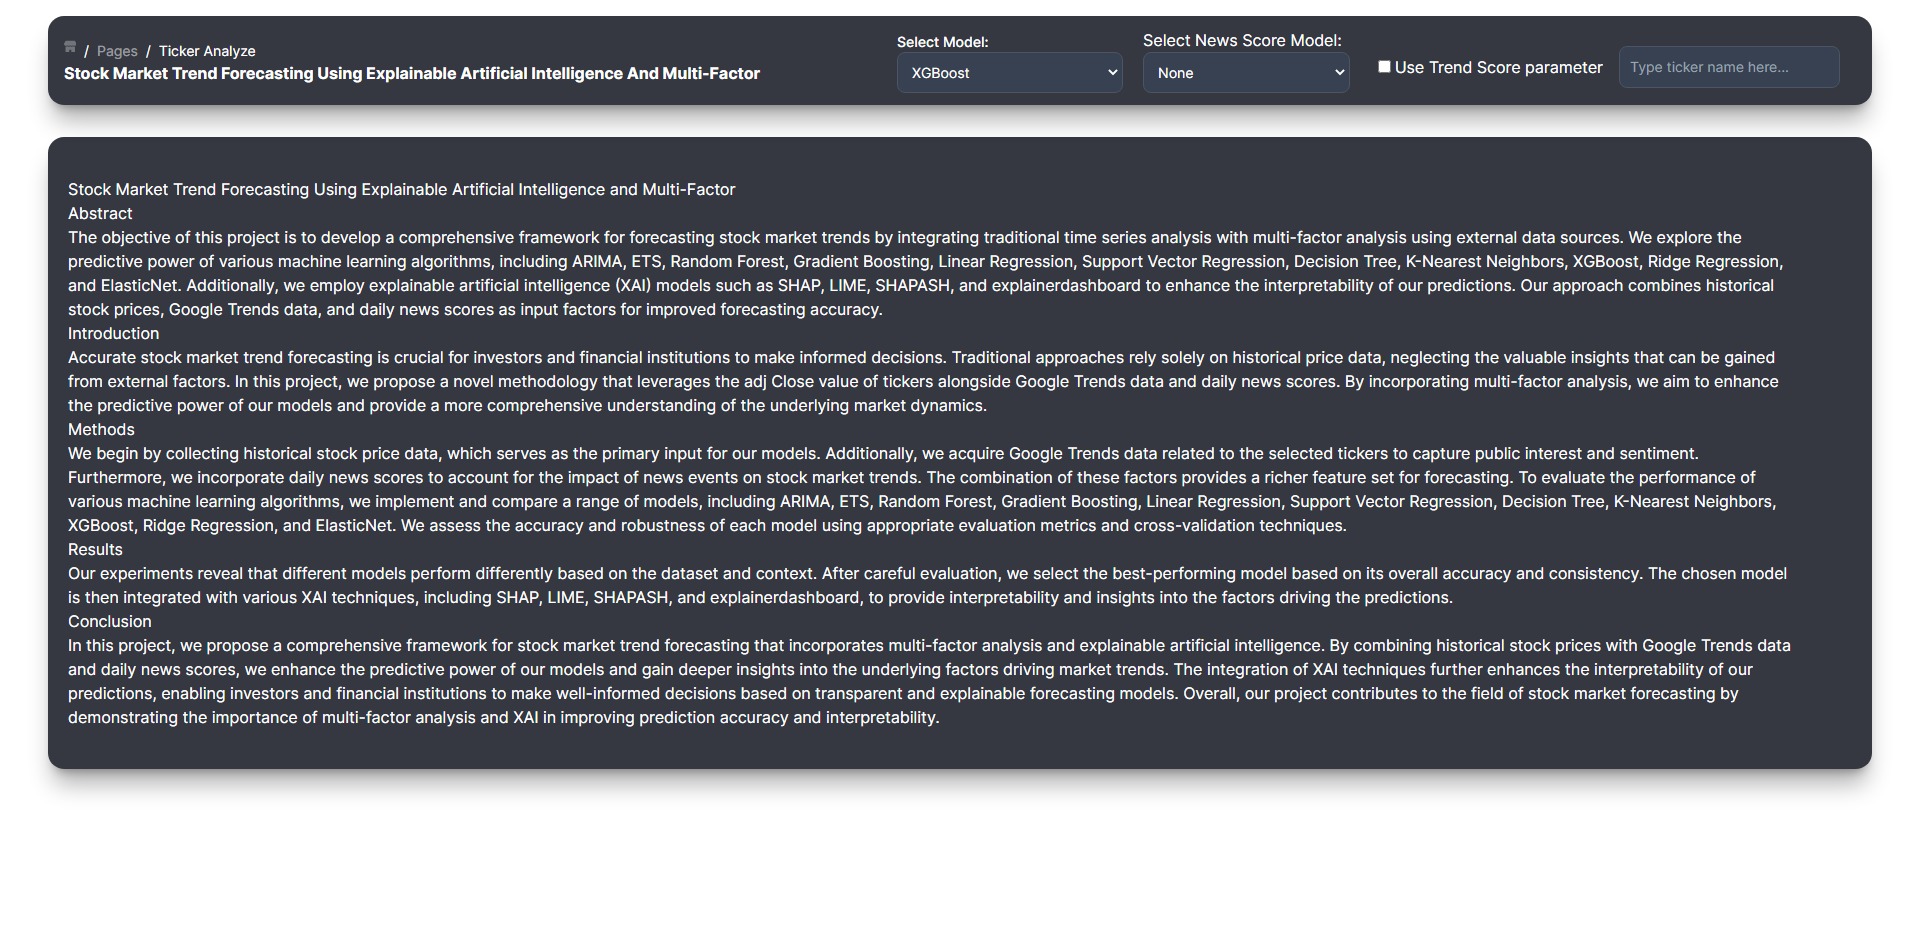 / Pages / Ticker Analyze
Stock Market Trend Forecasting Using Explainable Artificial Intelligence And Multi-Factor
Select Model:
XGBoost
Select News Score Model:
None
Use Trend Score parameter
Type ticker name here...
Stock Market Trend Forecasting Using Explainable Artificial Intelligence and Multi-Factor
Abstract
The objective of this project is to develop a comprehensive framework for forecasting stock market trends by integrating traditional time series analysis with multi-factor analysis using external data sources. We explore the
predictive power of various machine learning algorithms, including ARIMA, ETS, Random Forest, Gradient Boosting, Linear Regression, Support Vector Regression, Decision Tree, K-Nearest Neighbors, XGBoost, Ridge Regression,
and ElasticNet. Additionally, we employ explainable artificial intelligence (XAI) models such as SHAP, LIME, SHAPASH, and explainerdashboard to enhance the interpretability of our predictions. Our approach combines historical
stock prices, Google Trends data, and daily news scores as input factors for improved forecasting accuracy.
Introduction
Accurate stock market trend forecasting is crucial for investors and financial institutions to make informed decisions. Traditional approaches rely solely on historical price data, neglecting the valuable insights that can be gained
from external factors. In this project, we propose a novel methodology that leverages the adj Close value of tickers alongside Google Trends data and daily news scores. By incorporating multi-factor analysis, we aim to enhance
the predictive power of our models and provide a more comprehensive understanding of the underlying market dynamics.
Methods
We begin by collecting historical stock price data, which serves as the primary input for our models. Additionally, we acquire Google Trends data related to the selected tickers to capture public interest and sentiment.
Furthermore, we incorporate daily news scores to account for the impact of news events on stock market trends. The combination of these factors provides a richer feature set for forecasting. To evaluate the performance of
various machine learning algorithms, we implement and compare a range of models, including ARIMA, ETS, Random Forest, Gradient Boosting, Linear Regression, Support Vector Regression, Decision Tree, K-Nearest Neighbors,
XGBoost, Ridge Regression, and ElasticNet. We assess the accuracy and robustness of each model using appropriate evaluation metrics and cross-validation techniques.
Results
Our experiments reveal that different models perform differently based on the dataset and context. After careful evaluation, we select the best-performing model based on its overall accuracy and consistency. The chosen model
is then integrated with various XAI techniques, including SHAP, LIME, SHAPASH, and explainerdashboard, to provide interpretability and insights into the factors driving the predictions.
Conclusion
In this project, we propose a comprehensive framework for stock market trend forecasting that incorporates multi-factor analysis and explainable artificial intelligence. By combining historical stock prices with Google Trends data
and daily news scores, we enhance the predictive power of our models and gain deeper insights into the underlying factors driving market trends. The integration of XAI techniques further enhances the interpretability of our
predictions, enabling investors and financial institutions to make well-informed decisions based on transparent and explainable forecasting models. Overall, our project contributes to the field of stock market forecasting by
demonstrating the importance of multi-factor analysis and XAI in improving prediction accuracy and interpretability.